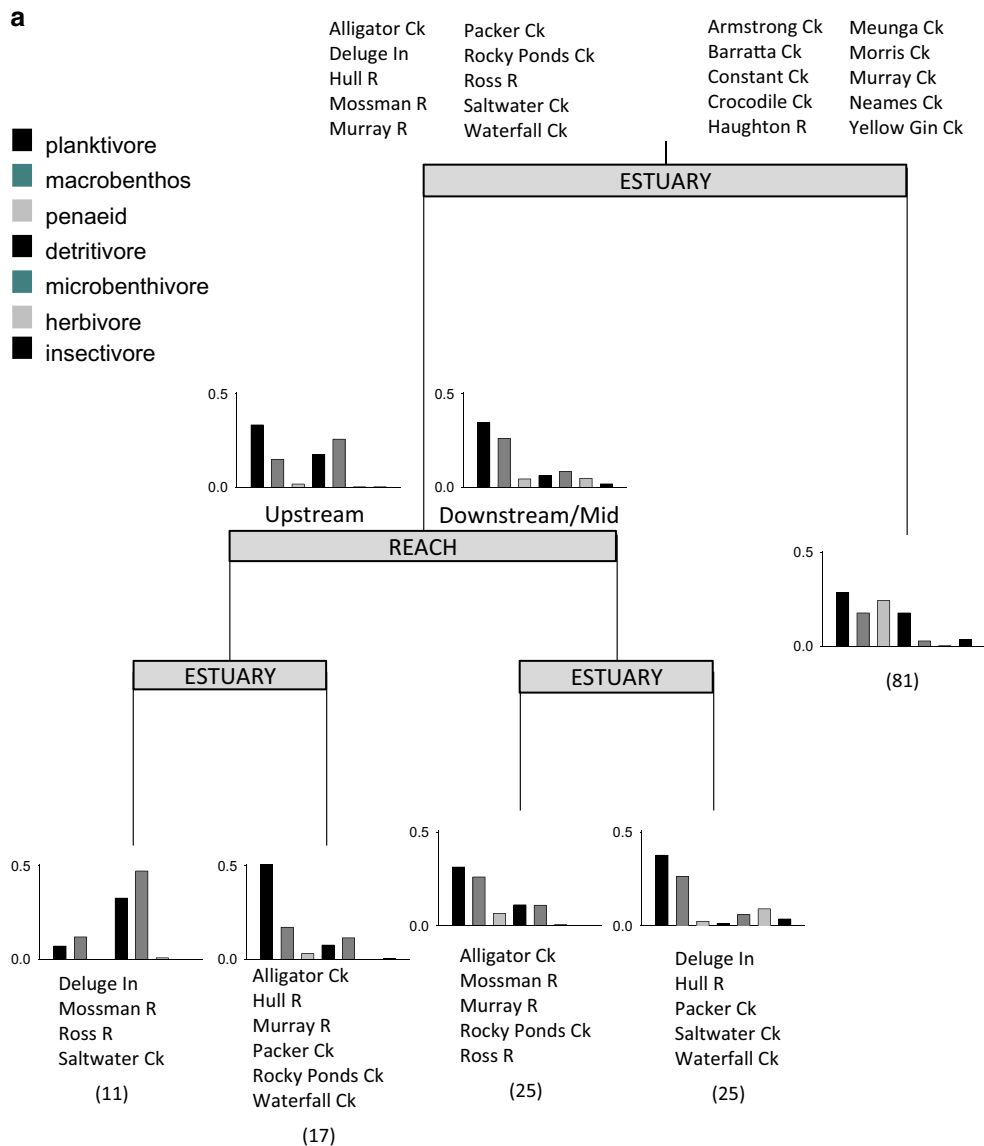 a
Alligator Ck
Deluge In
Hull R
Mossman R
Murray R
Packer Ck
Rocky Ponds Ck
Ross R
Saltwater Ck
Waterfall Ck
Armstrong Ck
Barratta Ck
Constant Ck
Crocodile Ck
Haughton R
Meunga Ck
Morris Ck
Murray Ck
Neames Ck
Yellow Gin Ck
planktivore
macrobenthos
penaeid
detritivore
microbenthivore
herbivore
insectivore
ESTUARY
0.5
0.0
Upstream
0.5
0.0
Downstream/Mid
REACH
0.5
0.0
(81)
ESTUARY
ESTUARY
0.5
0.0
Deluge In
Mossman R
Ross R
Saltwater Ck
(11)
0.5
0.0
Alligator Ck
Hull R
Murray R
Packer Ck
Rocky Ponds Ck
Waterfall Ck
(17)
0.5
0.0
Alligator Ck
Mossman R
Murray R
Rocky Ponds Ck
Ross R
(25)
0.5
0.0
Deluge In
Hull R
Packer Ck
Saltwater Ck
Waterfall Ck
(25)